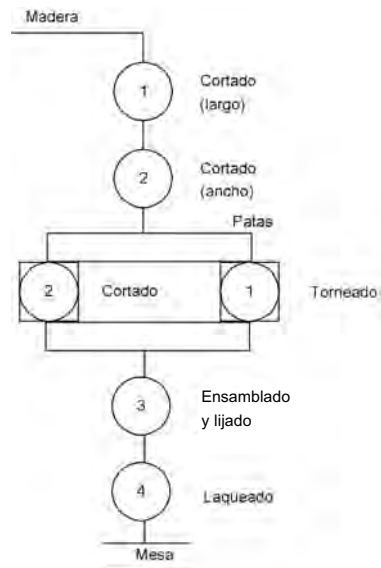 Madera
1
Cortado
(largo)
2
Cortado
(ancho)
Patas
2
Cortado
1
Torneado
3
Ensamblado
y lijado
4
Laqueado
Mesa